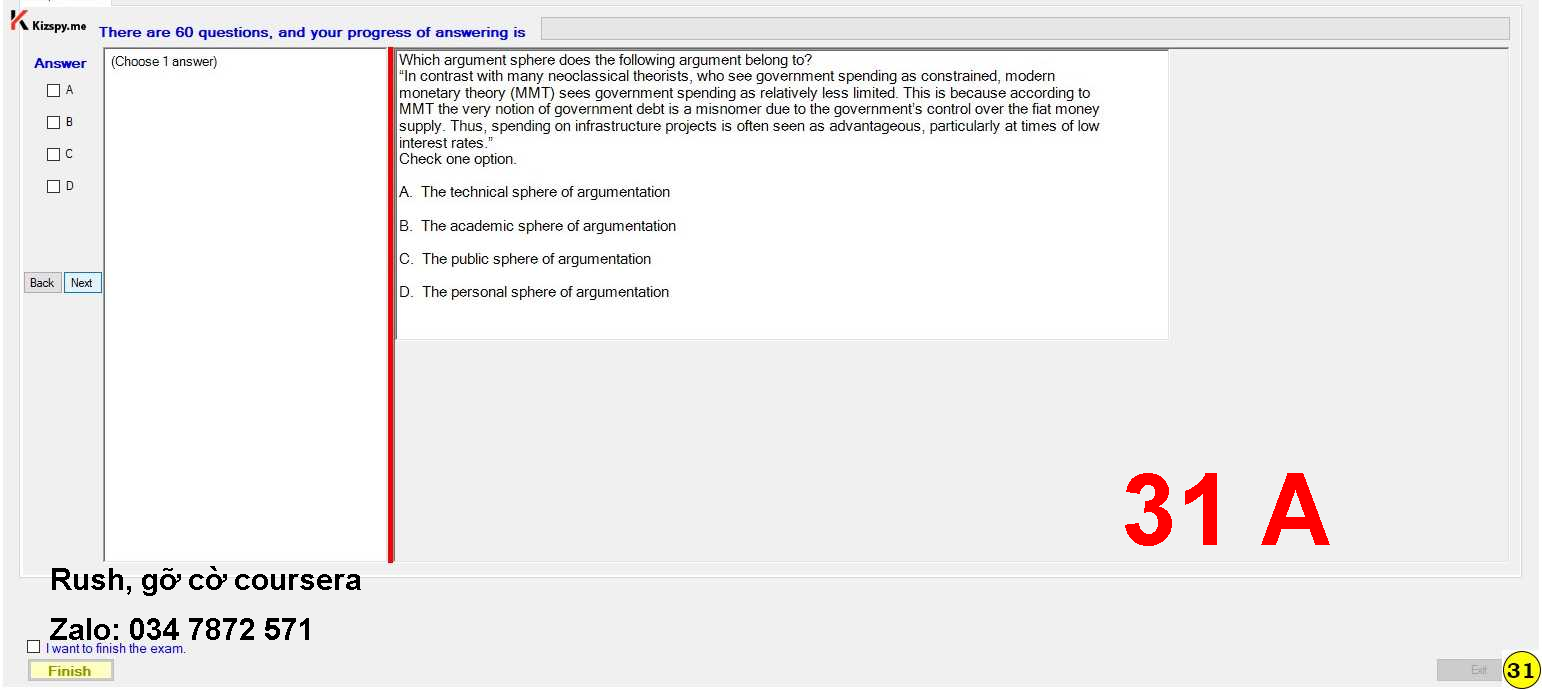 Kizspy.me
There are 60 questions, and your progress of answering is
Answer
(Choose 1 answer)
A
B
C
D
Back Next
Which argument sphere does the following argument belong to?
“In contrast with many neoclassical theorists, who see government spending as constrained, modern
monetary theory (MMT) sees government spending as relatively less limited. This is because according to
MMT the very notion of government debt is a misnomer due to the government’s control over the fiat money
supply. Thus, spending on infrastructure projects is often seen as advantageous, particularly at times of low
interest rates.”
Check one option.
A. The technical sphere of argumentation
B. The academic sphere of argumentation
C. The public sphere of argumentation
D. The personal sphere of argumentation
31 A
Rush, gỡ cờ coursera
Zalo: 034 7872 571
I want to finish the exam.
Finish
Exit
31